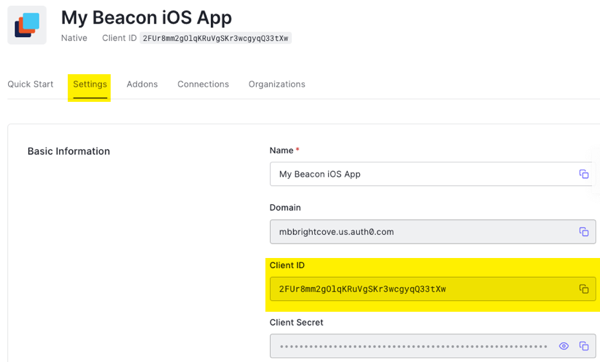 My Beacon iOS App
Native Client ID 2FUr8mm2gOlqKRuVgSKr3wcgyqQ33tXw
Quick Start Settings Addons Connections Organizations
Basic Information
Name *
My Beacon iOS App
Domain
mbbrightcove.us.auth0.com
Client ID
2FUr8mm2gOlqKRuVgSKr3wcgyqQ33tXw
Client Secret